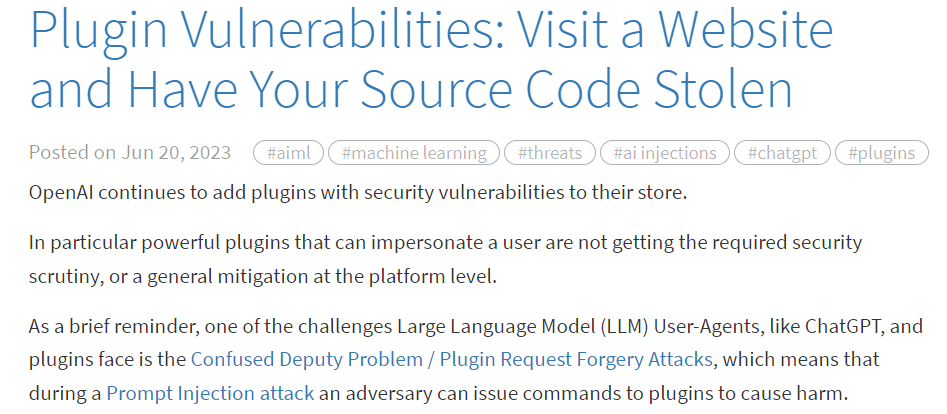 Plugin Vulnerabilities: Visit a Website
and Have Your Source Code Stolen
Posted on Jun 20, 2023 #aiml #machine learning #threats #ai injections #chatgpt #plugins
OpenAI continues to add plugins with security vulnerabilities to their store.
In particular powerful plugins that can impersonate a user are not getting the required security
scrutiny, or a general mitigation at the platform level.
As a brief reminder, one of the challenges Large Language Model (LLM) User-Agents, like ChatGPT, and
plugins face is the Confused Deputy Problem / Plugin Request Forgery Attacks, which means that
during a Prompt Injection attack an adversary can issue commands to plugins to cause harm.